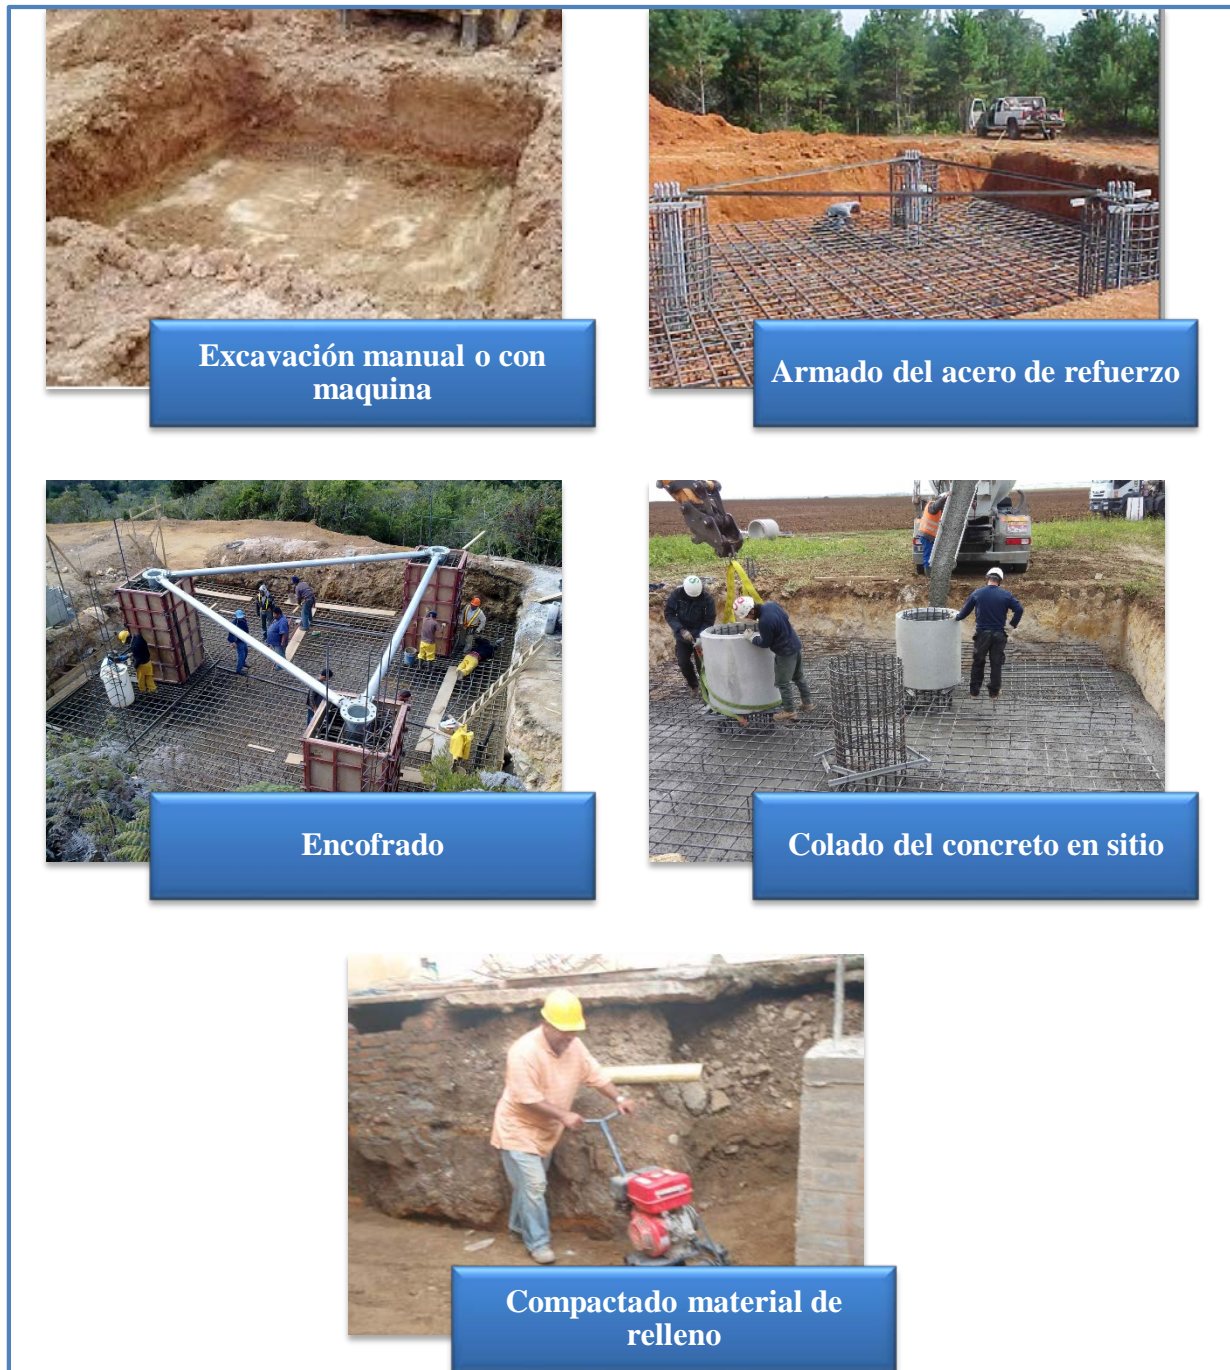 Excavación manual o con
maquina
Armado del acero de refuerzo
Encofrado
Colado del concreto en sitio
Compactado material de
relleno